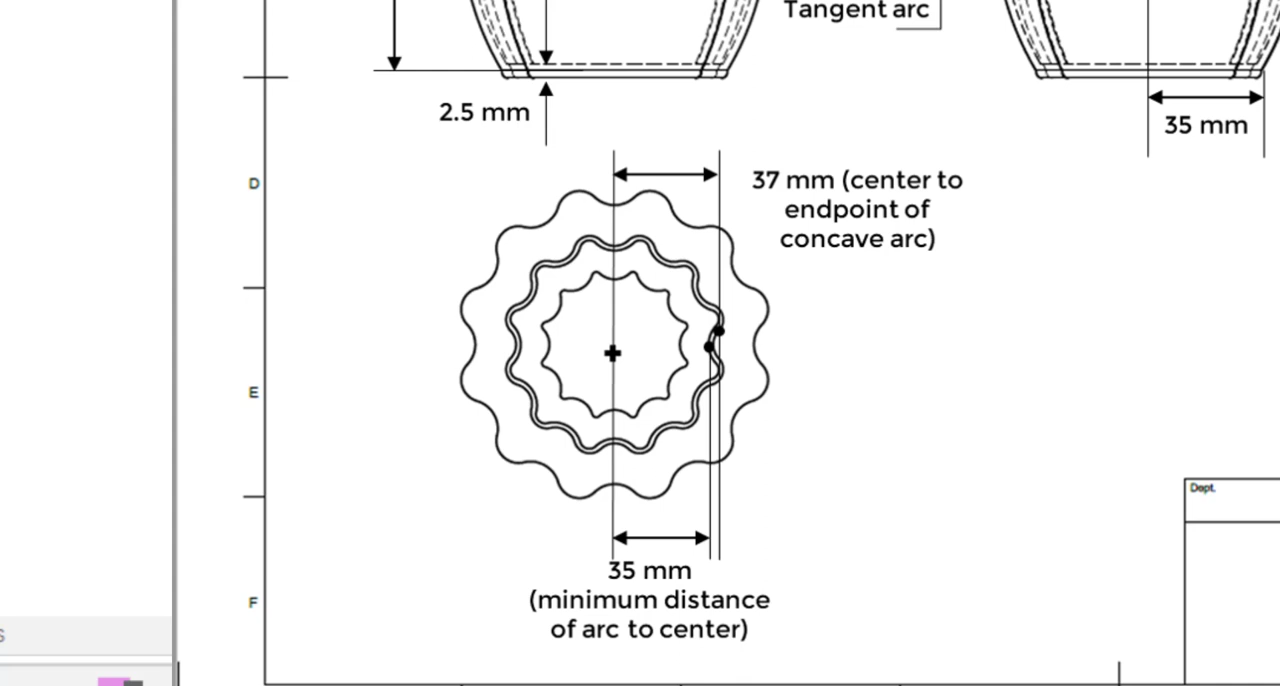 Tangent arc
2.5 mm
35 mm
D
37 mm (center to
endpoint of
concave arc)
E
Dept.
35 mm
(minimum distance
of arc to center)
F
s